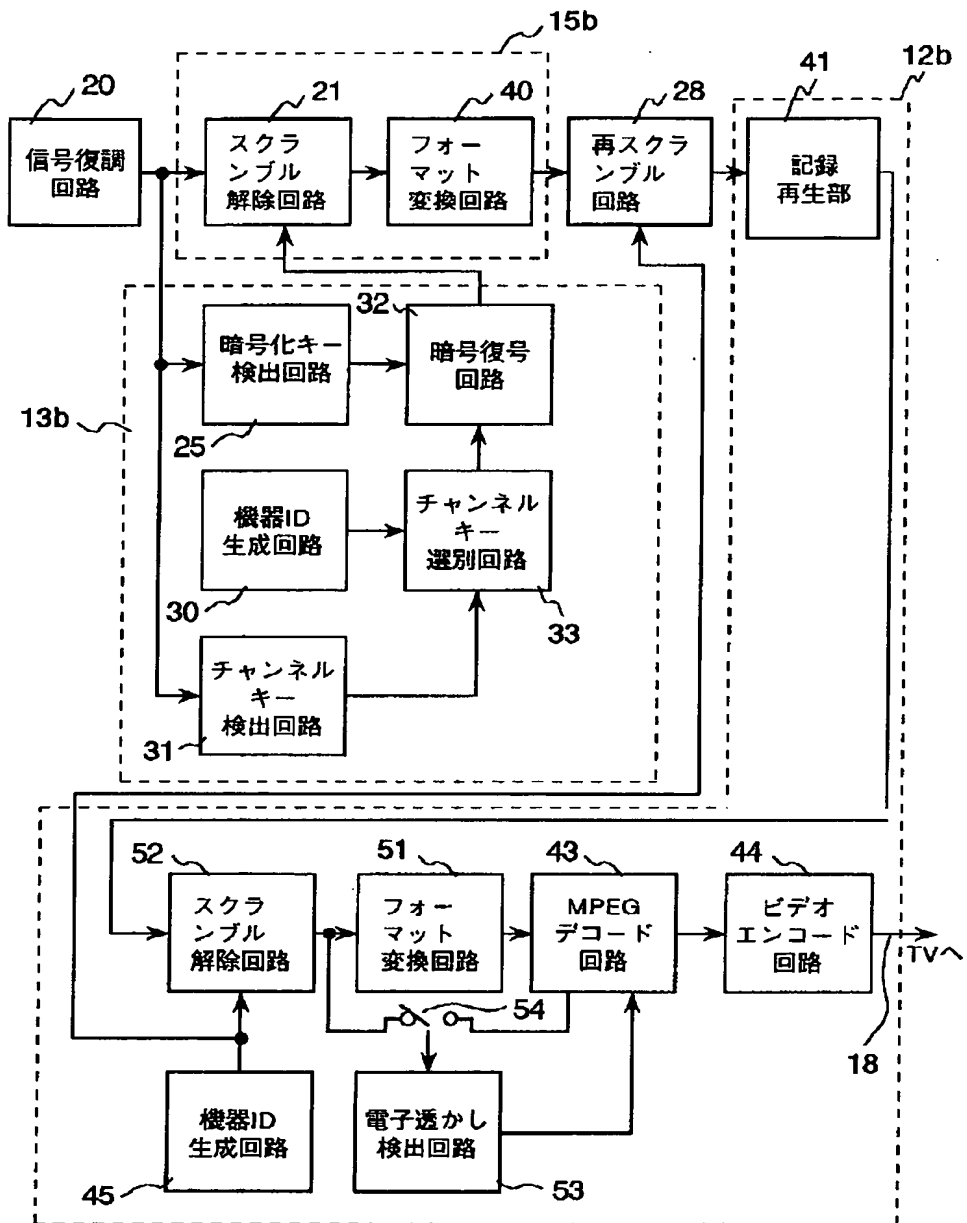 15b
12b
20
21
40
28
41
信号復調
回路
スクラ
ンブル
解除回路
フォー
マット
変換回路
再スクラ
ンブル
回路
記録
再生部
32
暗号化キー
検出回路
暗号復号
回路
13b
25
機器ID
生成回路
チャンネル
キー
選別回路
30
33
チャンネル
キー
検出回路
31
52
51
43
44
スクラ
ンブル
解除回路
フォー
マット
変換回路
MPEG
デコード
回路
ビデオ
エンコード
回路
TVへ
54
18
機器ID
生成回路
電子透かし
検出回路
45
53